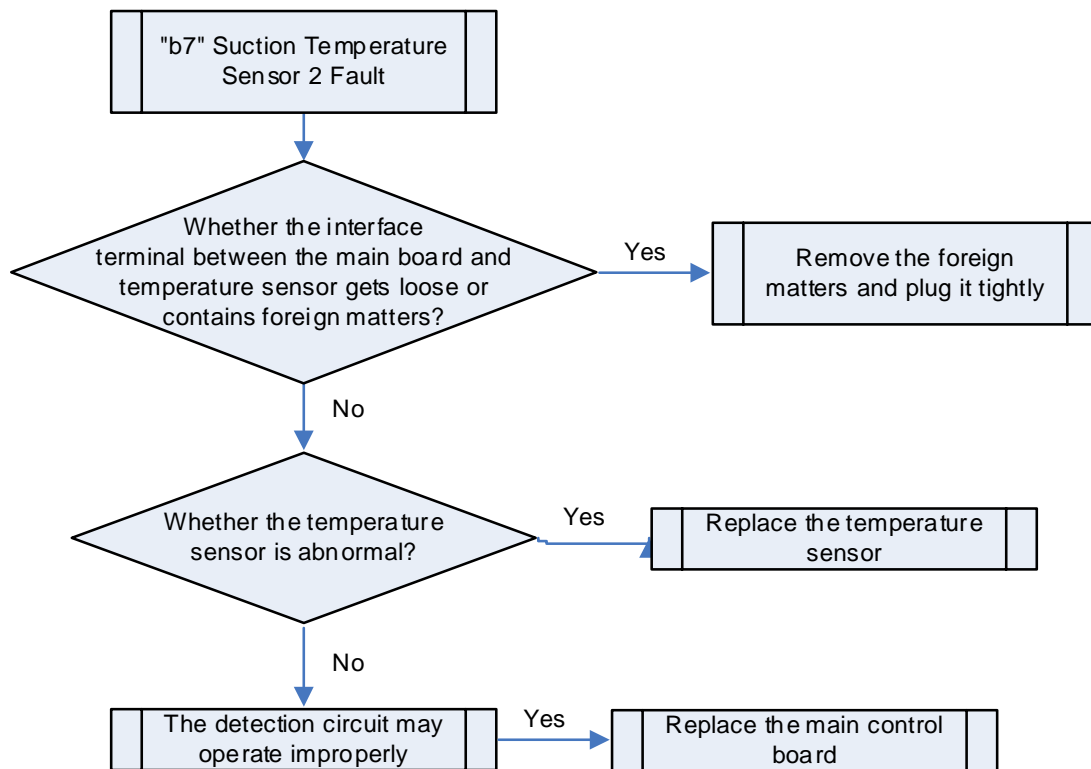 "b7" Suction Temperature
Sensor 2 Fault
Whether the interface
terminal between the main board and
temperature sensor gets loose or
contains foreign matters?
Yes
Remove the foreign
matters and plug it tightly
No
Whether the temperature
sensor is abnormal?
Yes
Replace the temperature
sensor
No
The detection circuit may
operate improperly
Yes
Replace the main control
board